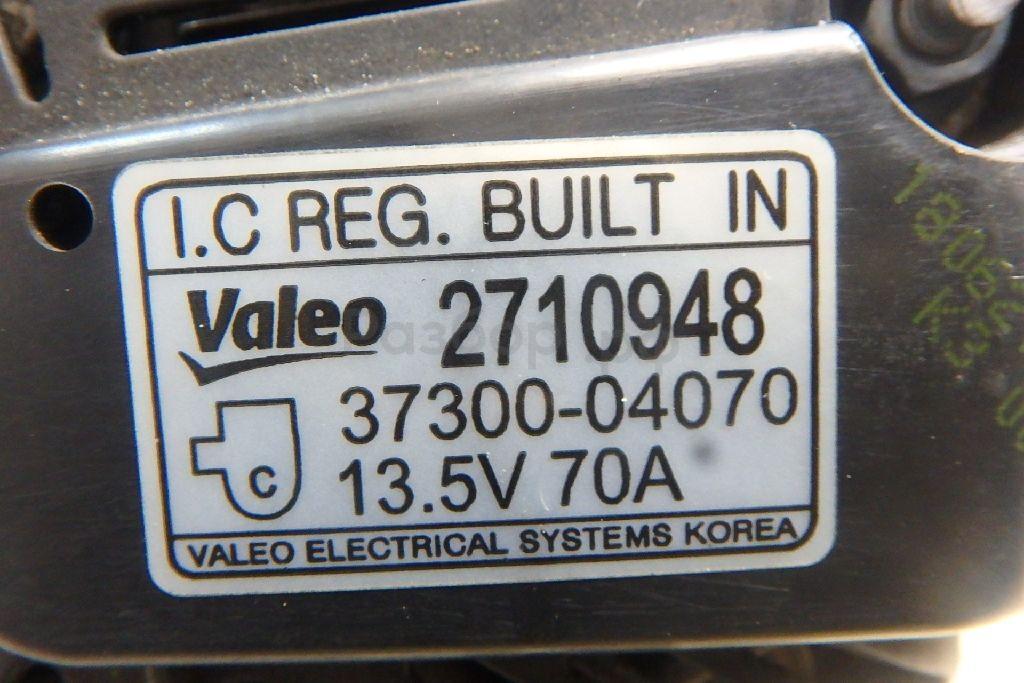 I.C REG. BUILT IN
Valeo 2710948
37300-04070
C
13.5V 70A
VALEO ELECTRICAL SYSTEMS KOREA